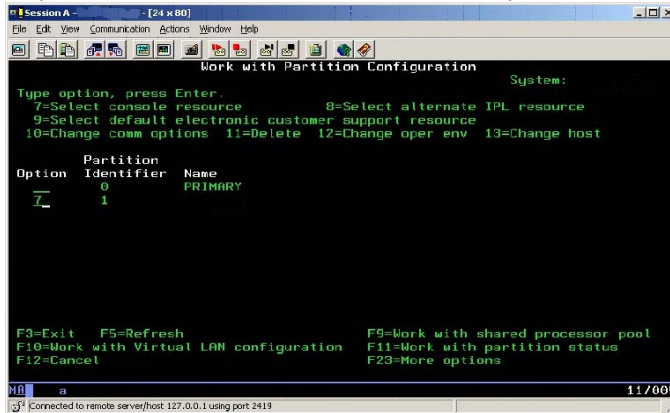 Session A - - [24 x 80]
File Edit View Communication Actions Window Help
Work with Partition Configuration
System:
Type option, press Enter.
7=Select console resource 8=Select alternate IPL resource
9=Select default electronic customer support resource
10=Change comm options 11=Delete 12=Change oper env 13=Change host
Partition
Option Identifier Name
0 PRIMARY
7 1
F3=Exit F5=Refresh F9=Work with shared processor pool
F10=Work with Virtual LAN configuration F11=Work with partition status
F12=Cancel F23=More options
MA a 11/00
Connected to remote server/host 127.0.0.1 using port 2419